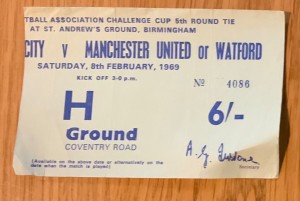 TBALL ASSOCIATION CHALLENGE CUP 5th ROUND TIE
AT ST. ANDREW'S GROUND, BIRMINGHAM
CITY v MANCHESTER UNITED or WATFORD
SATURDAY, 8th FEBRUARY, 1969
KICK OFF 3-0 p.m.
Nº 4086
H 6/-
Ground
COVENTRY ROAD
(Available on the above date or alternatively on the
date when the match is played)
Secretary